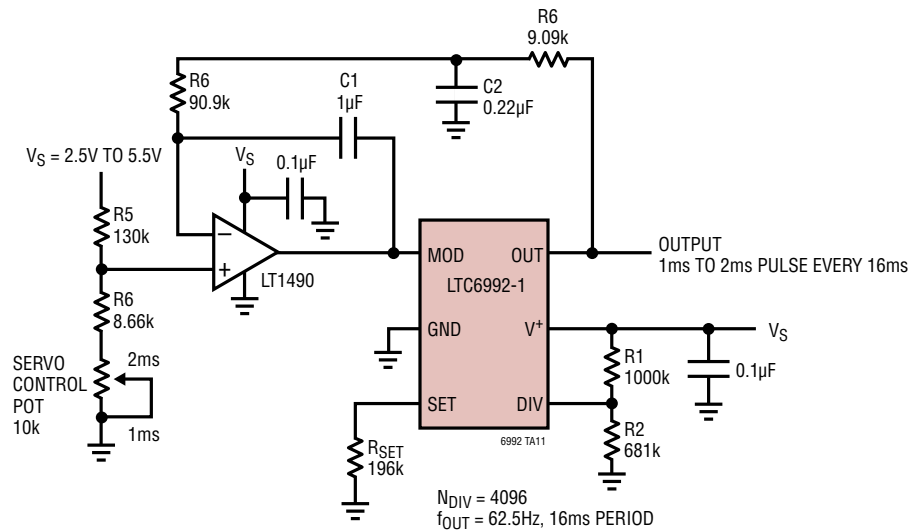 R6
9.09k
R6
90.9k
C1
1µF
C2
0.22µF
V_S = 2.5V TO 5.5V
V_S
0.1µF
R5
130k
–
+
LT1490
R6
8.66k
SERVO
CONTROL
POT
10k
2ms
1ms
MOD
OUT
LTC6992-1
GND
V⁺
SET
DIV
OUTPUT
1ms TO 2ms PULSE EVERY 16ms
V_S
R1
1000k
0.1µF
R2
681k
6992 TA11
R_SET
196k
N_DIV = 4096
f_OUT = 62.5Hz, 16ms PERIOD